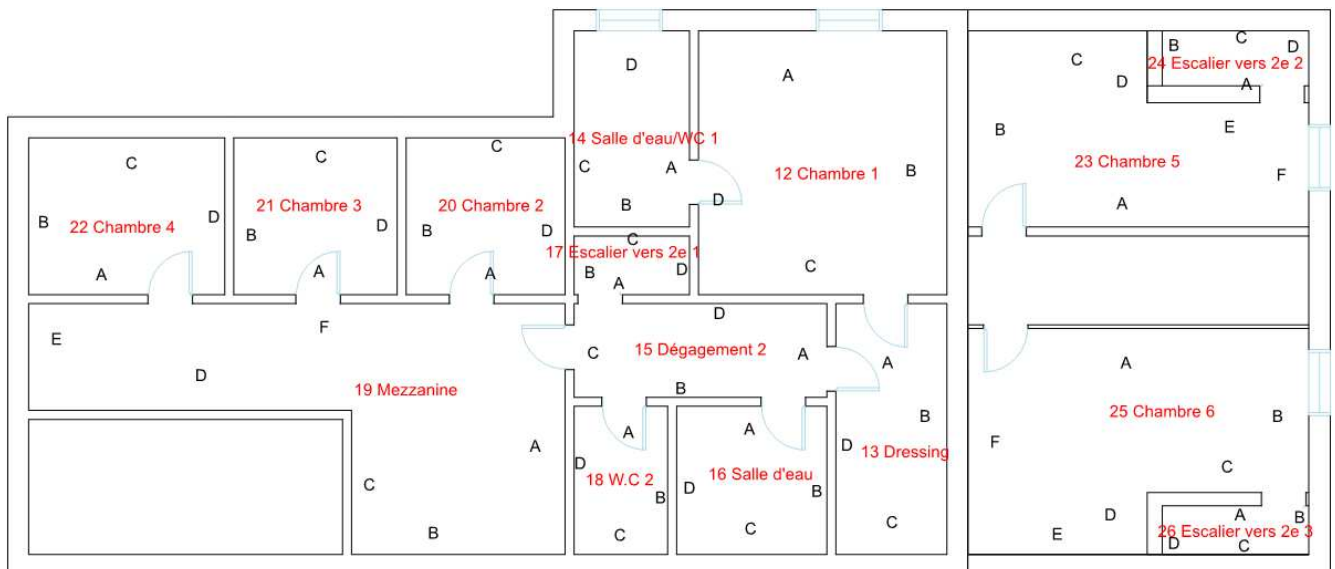 C
B
D
24 Escalier vers 2e 2
A
C
D
E
B
23 Chambre 5
F
A
D
14 Salle d'eau/WC 1
C
A
B
A
12 Chambre 1
B
D
C
C
B
22 Chambre 4
D
A
C
21 Chambre 3
D
B
A
C
20 Chambre 2
B
D
A
C
17 Escalier vers 2e 1
B
D
A
F
E
D
19 Mezzanine
A
C
B
D
C
15 Dégagement 2
A
B
A
D
18 W.C 2
B
C
A
16 Salle d'eau
D
B
C
A
B
D
13 Dressing
C
A
25 Chambre 6
B
F
C
D
E
A
B
26 Escalier vers 2e 3
D
C